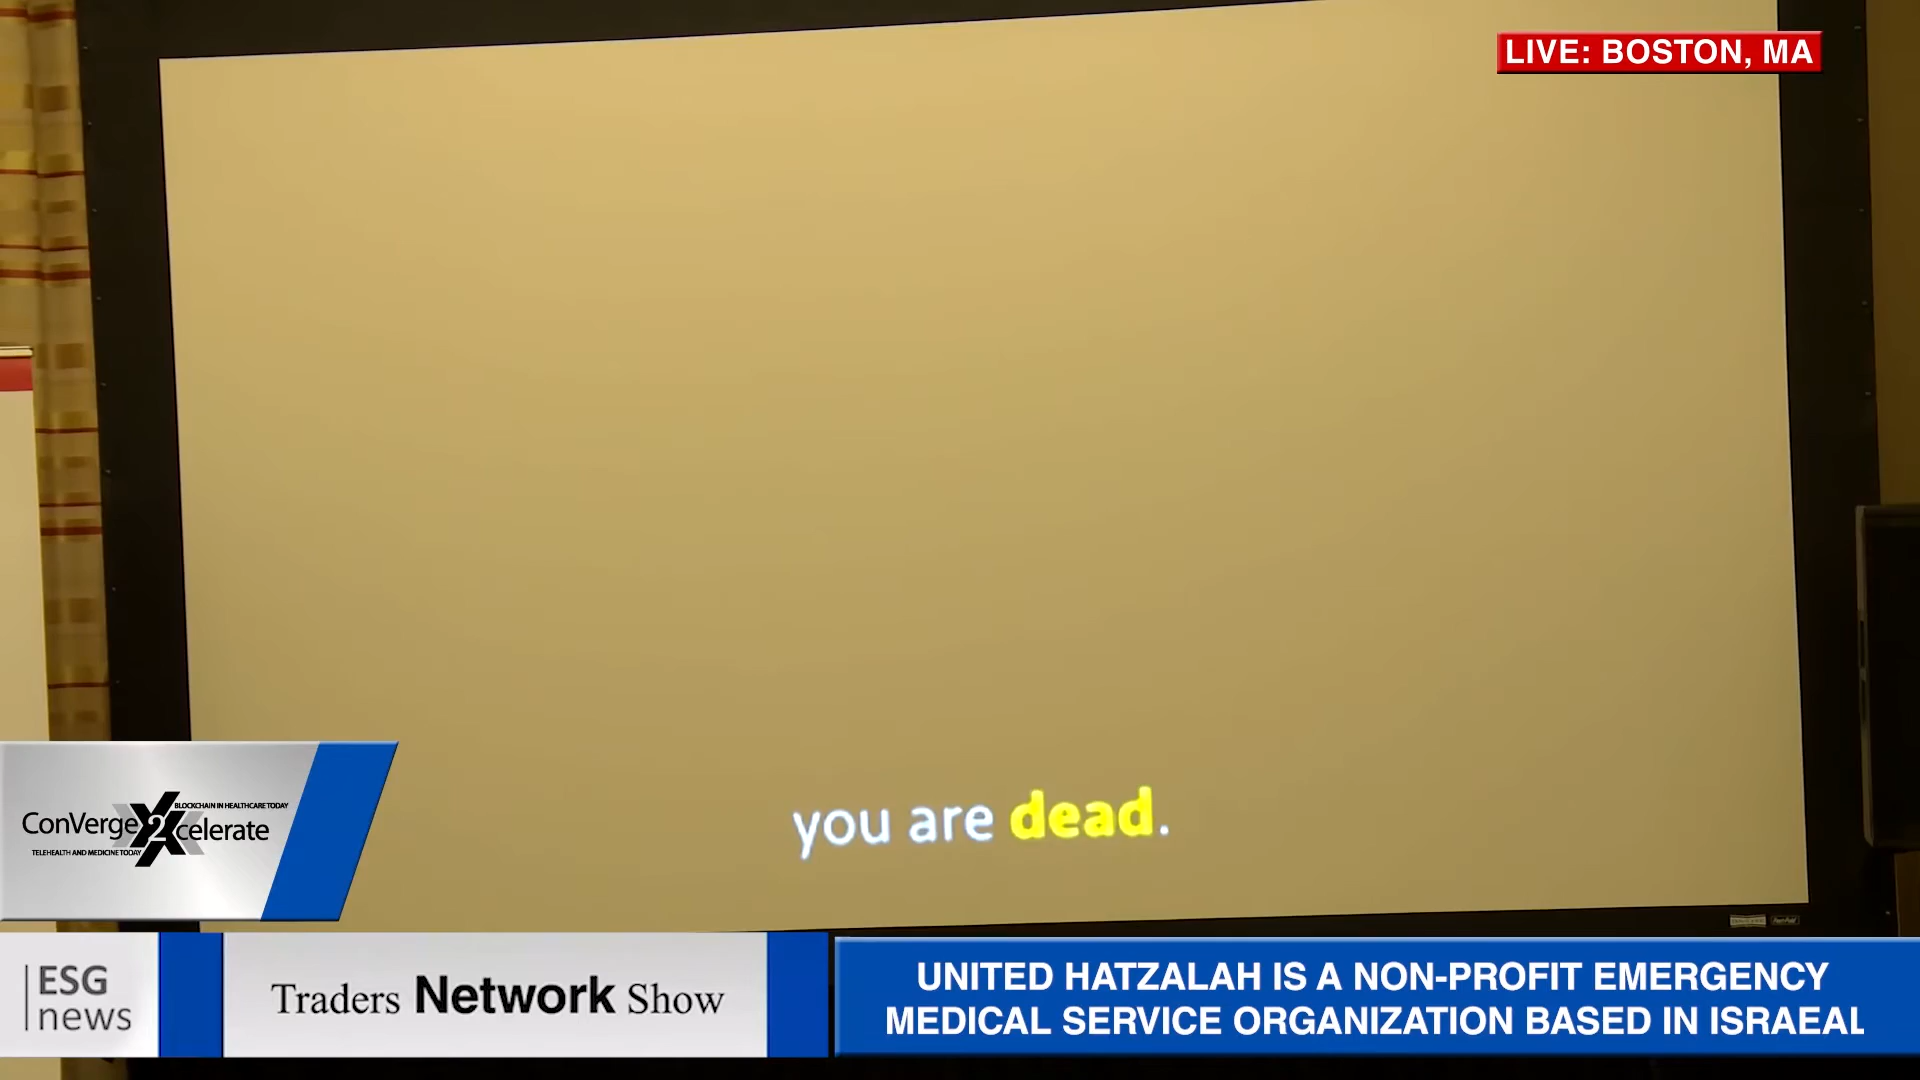 LIVE: BOSTON, MA
you are dead.
BLOCKCHAIN IN HEALTHCARE TODAY
ConVerge2Xcelerate
TELEHEALTH AND MEDICINE TODAY
ESG
news
Traders Network Show
UNITED HATZALAH IS A NON-PROFIT EMERGENCY
MEDICAL SERVICE ORGANIZATION BASED IN ISRAEAL